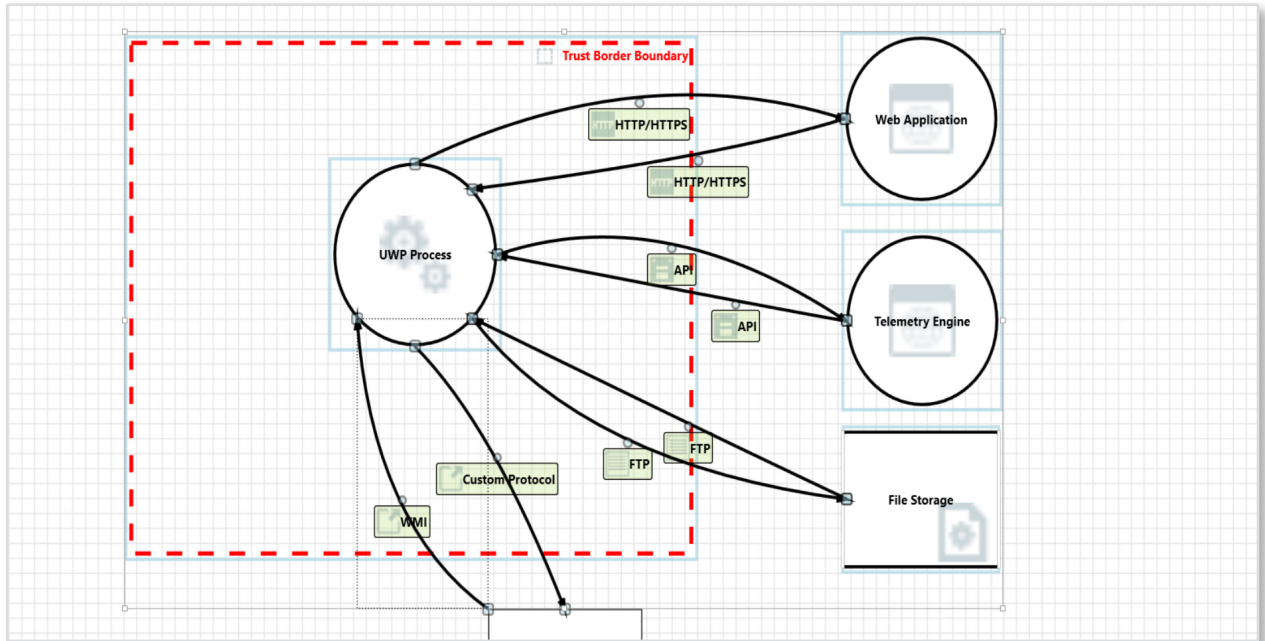 Trust Border Boundary
HTTP/HTTPS
Web Application
HTTP/HTTPS
UWP Process
API
API
Telemetry Engine
FTP
FTP
Custom Protocol
File Storage
WMI